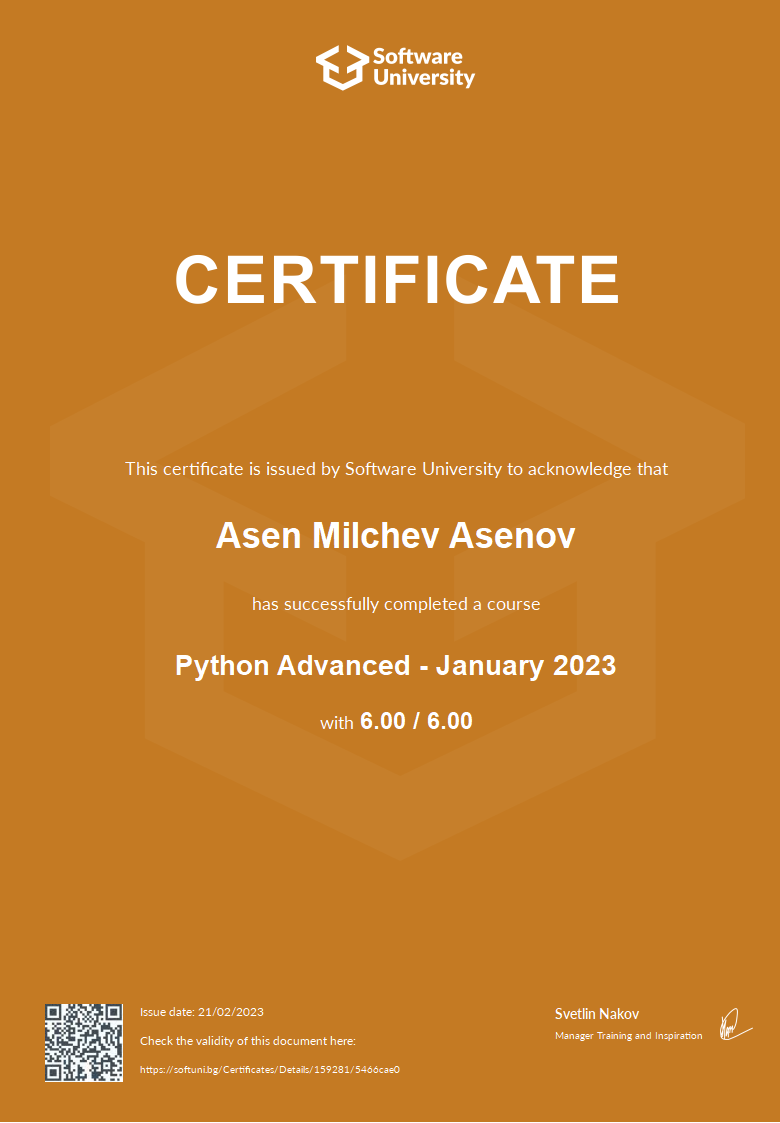 Software
University
CERTIFICATE
This certificate is issued by Software University to acknowledge that
Asen Milchev Asenov
has successfully completed a course
Python Advanced - January 2023
with 6.00 / 6.00
Issue date: 21/02/2023
Check the validity of this document here:
https://softuni.bg/Certificates/Details/159281/5466cae0
Svetlin Nakov
Manager Training and Inspiration